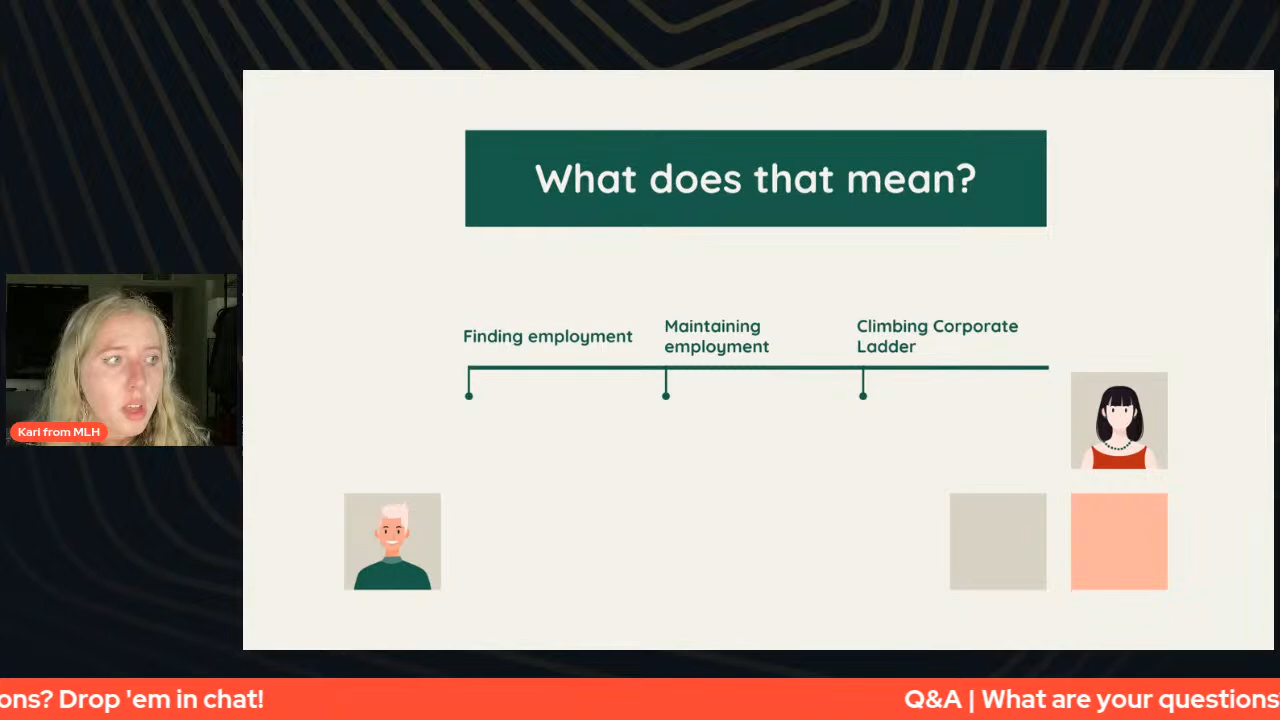 What does that mean?
Finding employment
Maintaining
employment
Climbing Corporate
Ladder
Karl from MLH
ons? Drop 'em in chat!
Q&A | What are your questions